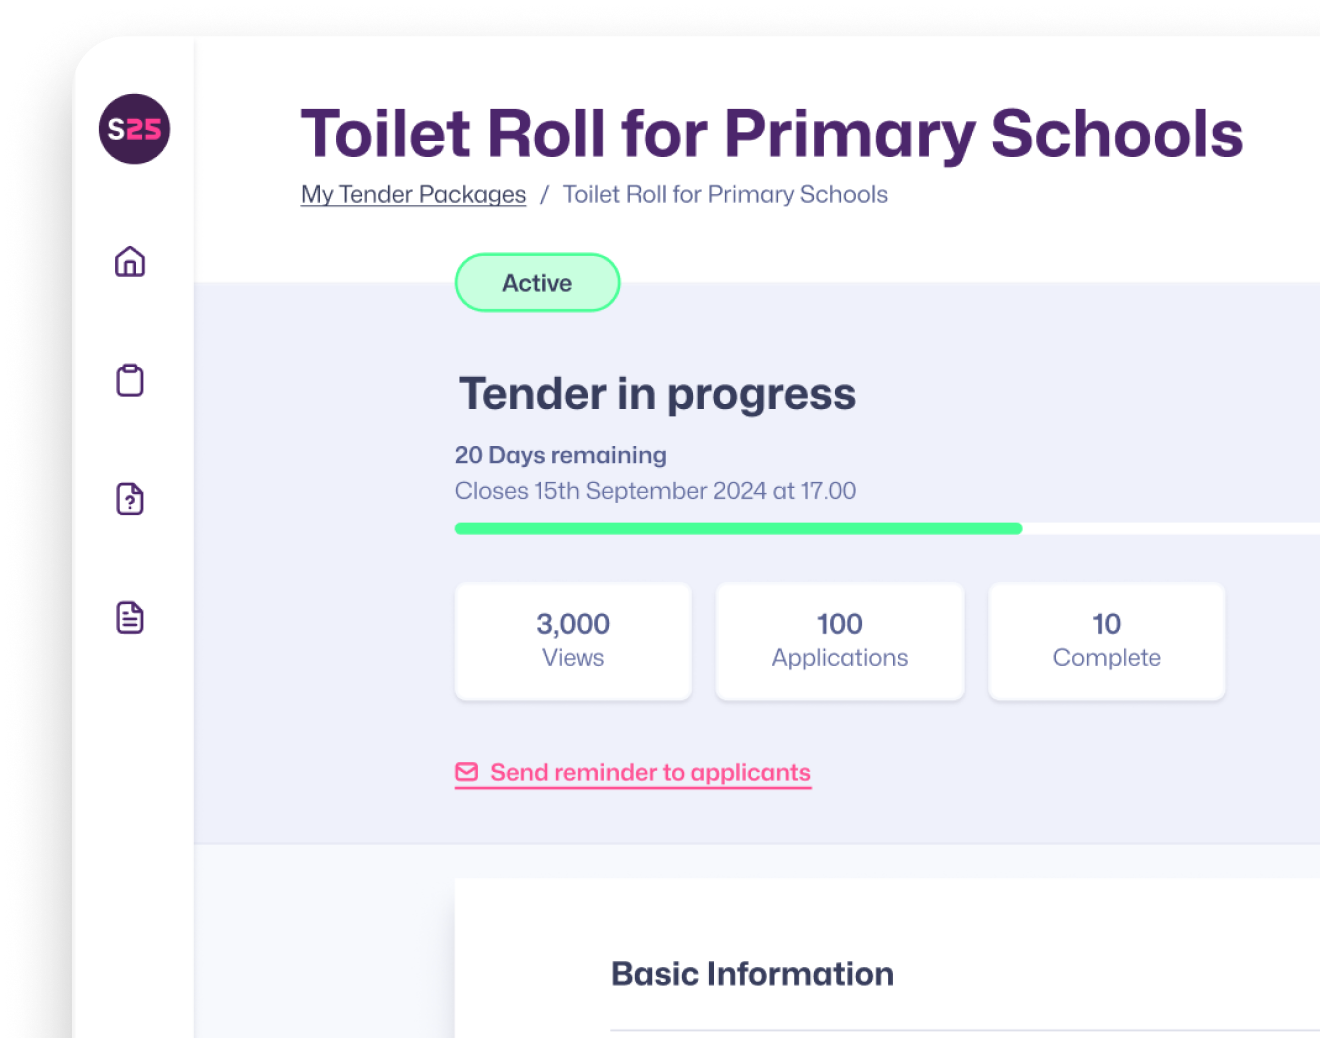 S25
Toilet Roll for Primary Schools
My Tender Packages / Toilet Roll for Primary Schools
Active
Tender in progress
20 Days remaining
Closes 15th September 2024 at 17.00
3,000
Views
100
Applications
10
Complete
Send reminder to applicants
Basic Information